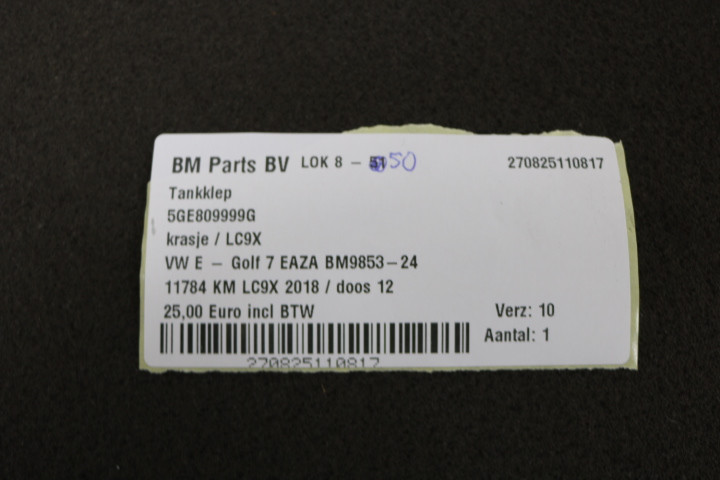 BM Parts BV LOK 8 - 51 50 270825110817
Tankklep
5GE809999G
krasje / LC9X
VW E - Golf 7 EAZA BM9853-24
11784 KM LC9X 2018 / doos 12
25,00 Euro incl BTW Verz: 10
Aantal: 1
270825110817